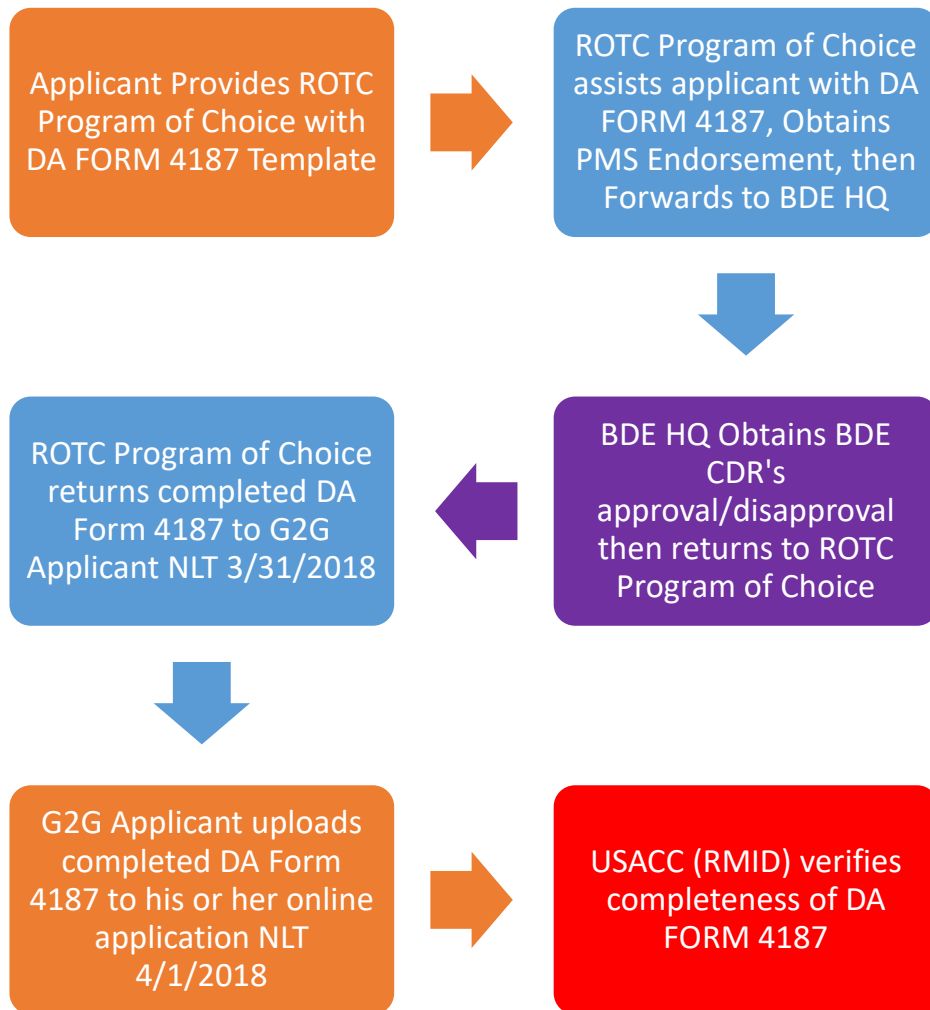 Applicant Provides ROTC
Program of Choice with
DA FORM 4187 Template
ROTC Program of Choice
assists applicant with DA
FORM 4187, Obtains
PMS Endorsement, then
Forwards to BDE HQ
BDE HQ Obtains BDE
CDR's
approval/disapproval
then returns to ROTC
Program of Choice
ROTC Program of Choice
returns completed DA
Form 4187 to G2G
Applicant NLT 3/31/2018
G2G Applicant uploads
completed DA Form
4187 to his or her online
application NLT
4/1/2018
USACC (RMID) verifies
completeness of DA
FORM 4187